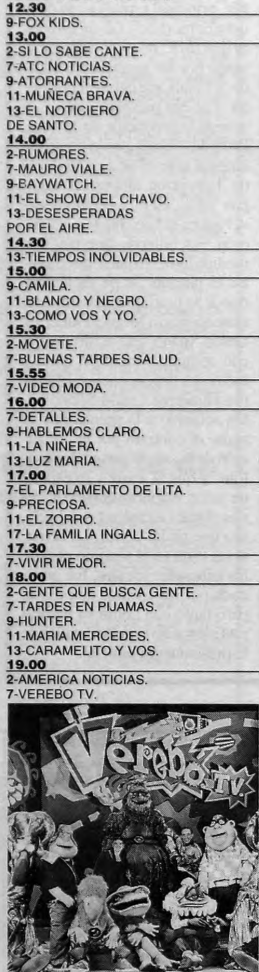 12.30
9-FOX KIDS.
13.00
2-SI LO SABE CANTE.
7-ATC NOTICIAS.
9-ATORRANTES.
11-MUÑECA BRAVA.
13-EL NOTICIERO
DE SANTO.
14.00
2-RUMORES.
7-MAURO VIALE.
9-BAYWATCH.
11-EL SHOW DEL CHAVO.
13-DESESPERADAS
POR EL AIRE.
14.30
13-TIEMPOS INOLVIDABLES.
15.00
9-CAMILA.
11-BLANCO Y NEGRO.
13-COMO VOS Y YO.
15.30
2-MOVETE.
7-BUENAS TARDES SALUD.
15.55
7-VIDEO MODA.
16.00
7-DETALLES.
9-HABLEMOS CLARO.
11-LA NIÑERA.
13-LUZ MARIA.
17.00
7-EL PARLAMENTO DE LITA.
9-PRECIOSA.
11-EL ZORRO.
17-LA FAMILIA INGALLS.
17.30
7-VIVIR MEJOR.
18.00
2-GENTE QUE BUSCA GENTE.
7-TARDES EN PIJAMAS.
9-HUNTER.
11-MARIA MERCEDES.
13-CARAMELITO Y VOS.
19.00
2-AMERICA NOTICIAS.
7-VEREBO TV.
Verebo TV